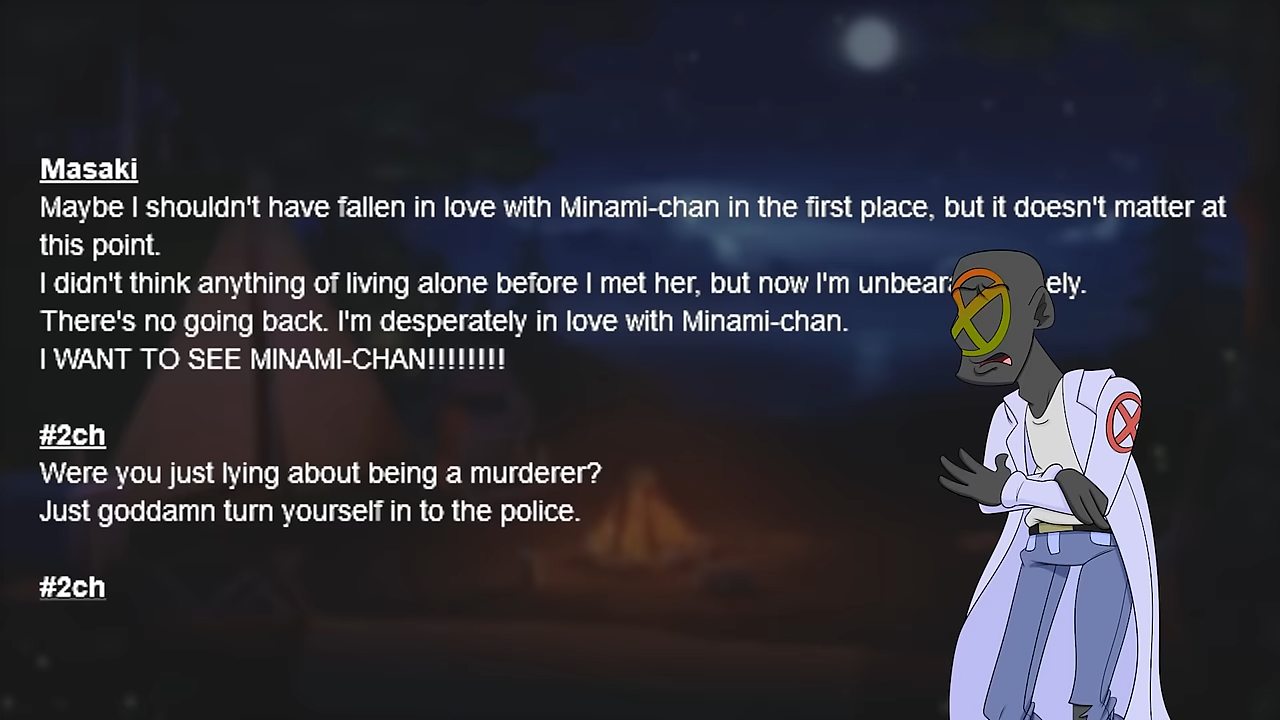 Masaki
Maybe I shouldn't have fallen in love with Minami-chan in the first place, but it doesn't matter at
this point.
I didn't think anything of living alone before I met her, but now I'm
There's no going back. I'm desperately in love with Minami-chan.
I WANT TO SEE MINAMI-CHAN!!!!!!!!
#2ch
Were you just lying about being a murderer?
Just goddamn turn yourself in to the police.
#2ch